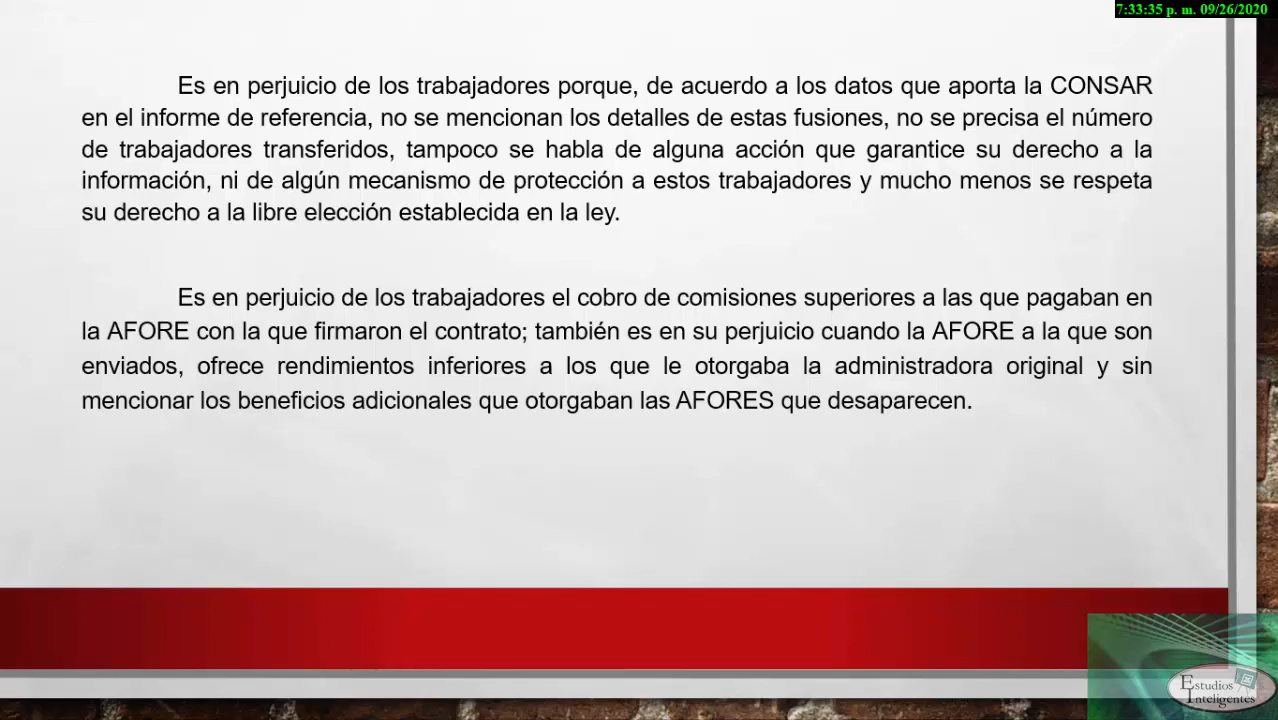 7:33:35 p. m. 09/26/2020
Es en perjuicio de los trabajadores porque, de acuerdo a los datos que aporta la CONSAR
en el informe de referencia, no se mencionan los detalles de estas fusiones, no se precisa el número
de trabajadores transferidos, tampoco se habla de alguna acción que garantice su derecho a la
información, ni de algún mecanismo de protección a estos trabajadores y mucho menos se respeta
su derecho a la libre elección establecida en la ley.
Es en perjuicio de los trabajadores el cobro de comisiones superiores a las que pagaban en
la AFORE con la que firmaron el contrato; también es en su perjuicio cuando la AFORE a la que son
enviados, ofrece rendimientos inferiores a los que le otorgaba la administradora original y sin
mencionar los beneficios adicionales que otorgaban las AFORES que desaparecen.
Estudios
Inteligentes